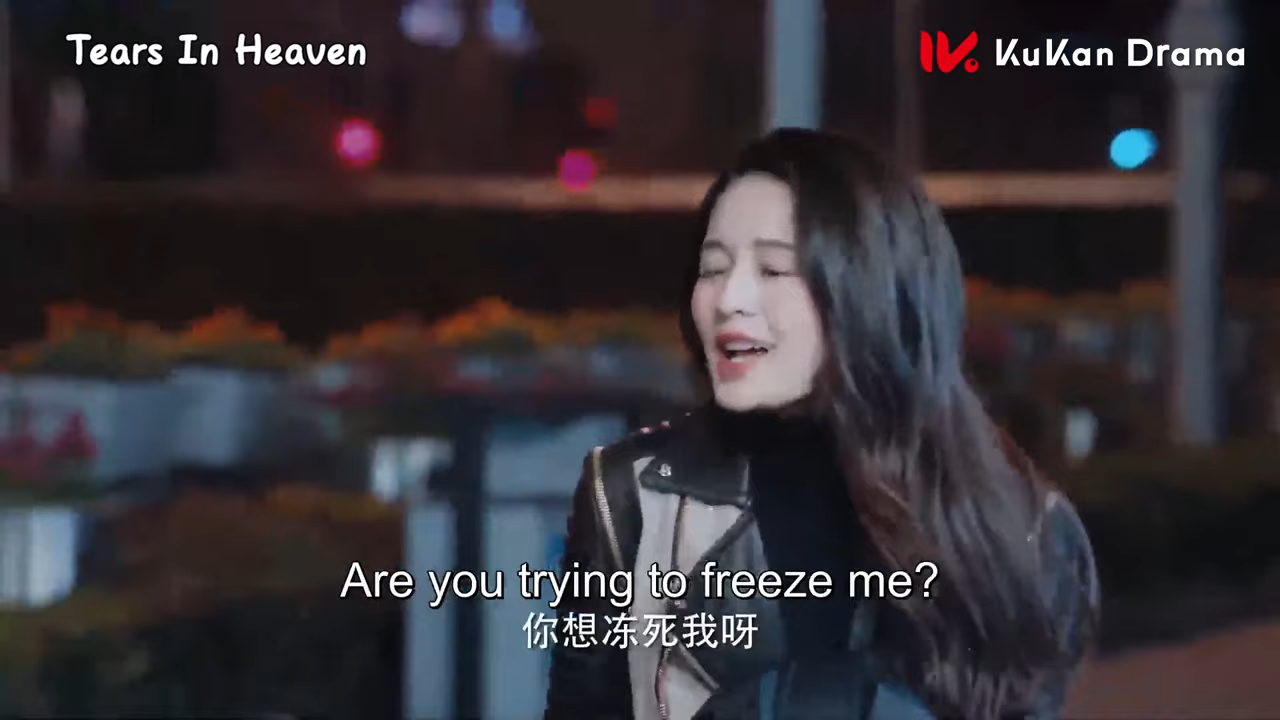 Tears In Heaven
KuKan Drama
Are you trying to freeze me?
你想冻死我呀